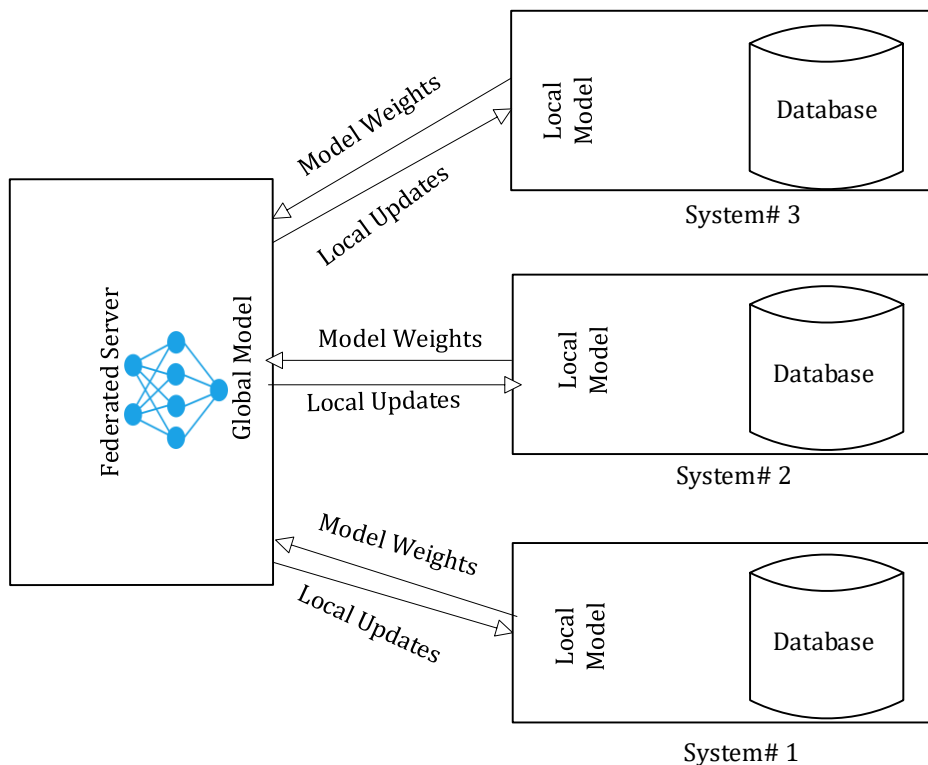 Federated Server
Global Model
Model Weights
Local Updates
Local
Model
Database
System# 3
Model Weights
Local Updates
Local
Model
Database
System# 2
Model Weights
Local Updates
Local
Model
Database
System# 1